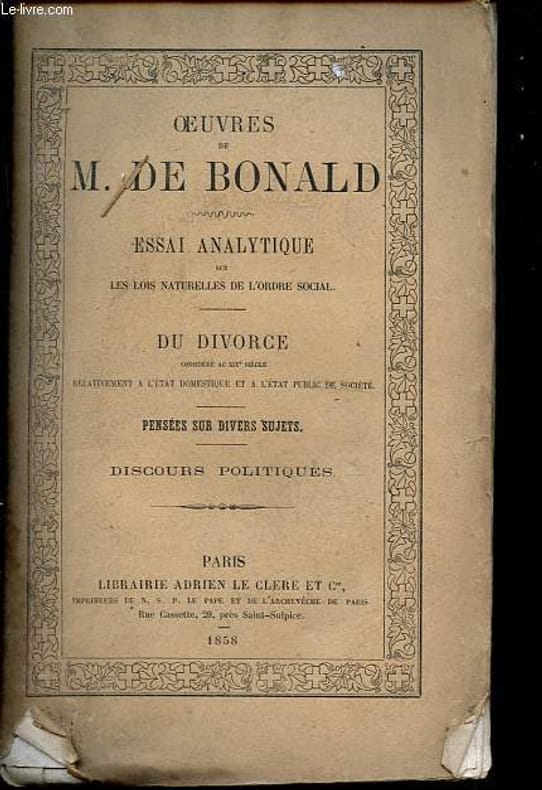 Le-livre.com
ŒUVRES
DE
M. DE BONALD
ESSAI ANALYTIQUE
SUR
LES LOIS NATURELLES DE L'ORDRE SOCIAL.
DU DIVORCE
CONSIDÉRÉ AU XIXᵉ SIÈCLE
RELATIVEMENT A L'ÉTAT DOMESTIQUE ET A L'ÉTAT PUBLIC DE SOCIÉTÉ.
PENSÉES SUR DIVERS SUJETS.
DISCOURS POLITIQUES.
PARIS
LIBRAIRIE ADRIEN LE CLERE ET Cⁱᵉ,
IMPRIMEURS DE N. S. P. LE PAPE ET DE L'ARCHEVÊCHÉ DE PARIS
Rue Cassette, 29, près Saint-Sulpice.
1858